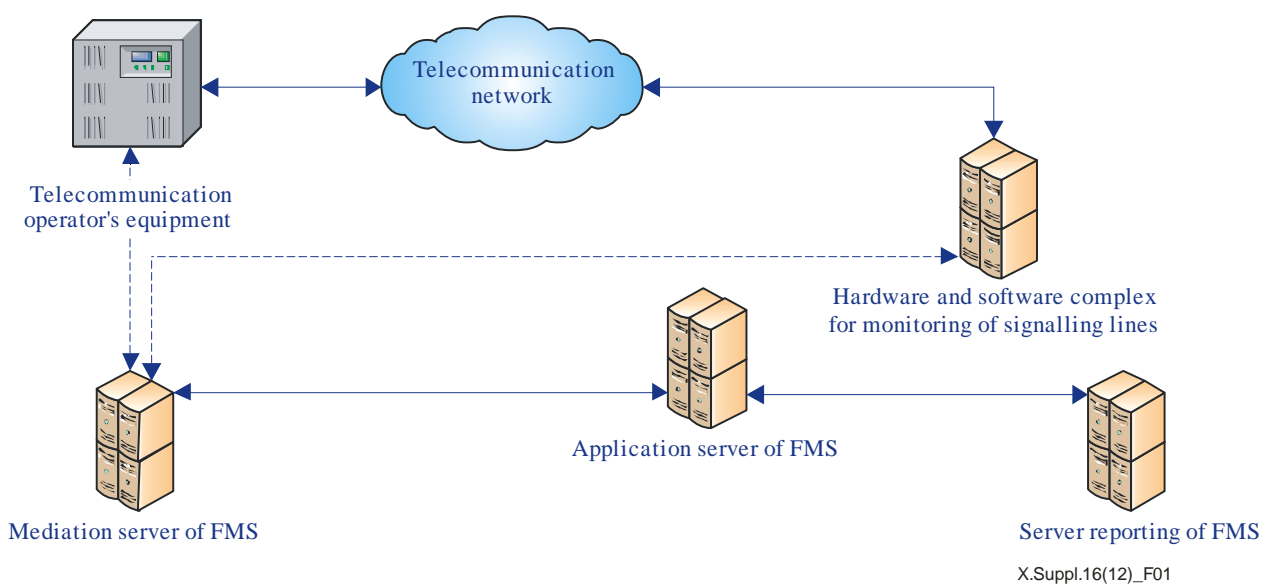 Telecommunication
network
Telecommunication
operator's equipment
Hardware and software complex
for monitoring of signalling lines
Application server of FMS
Mediation server of FMS
Server reporting of FMS
X.Suppl.16(12)_F01